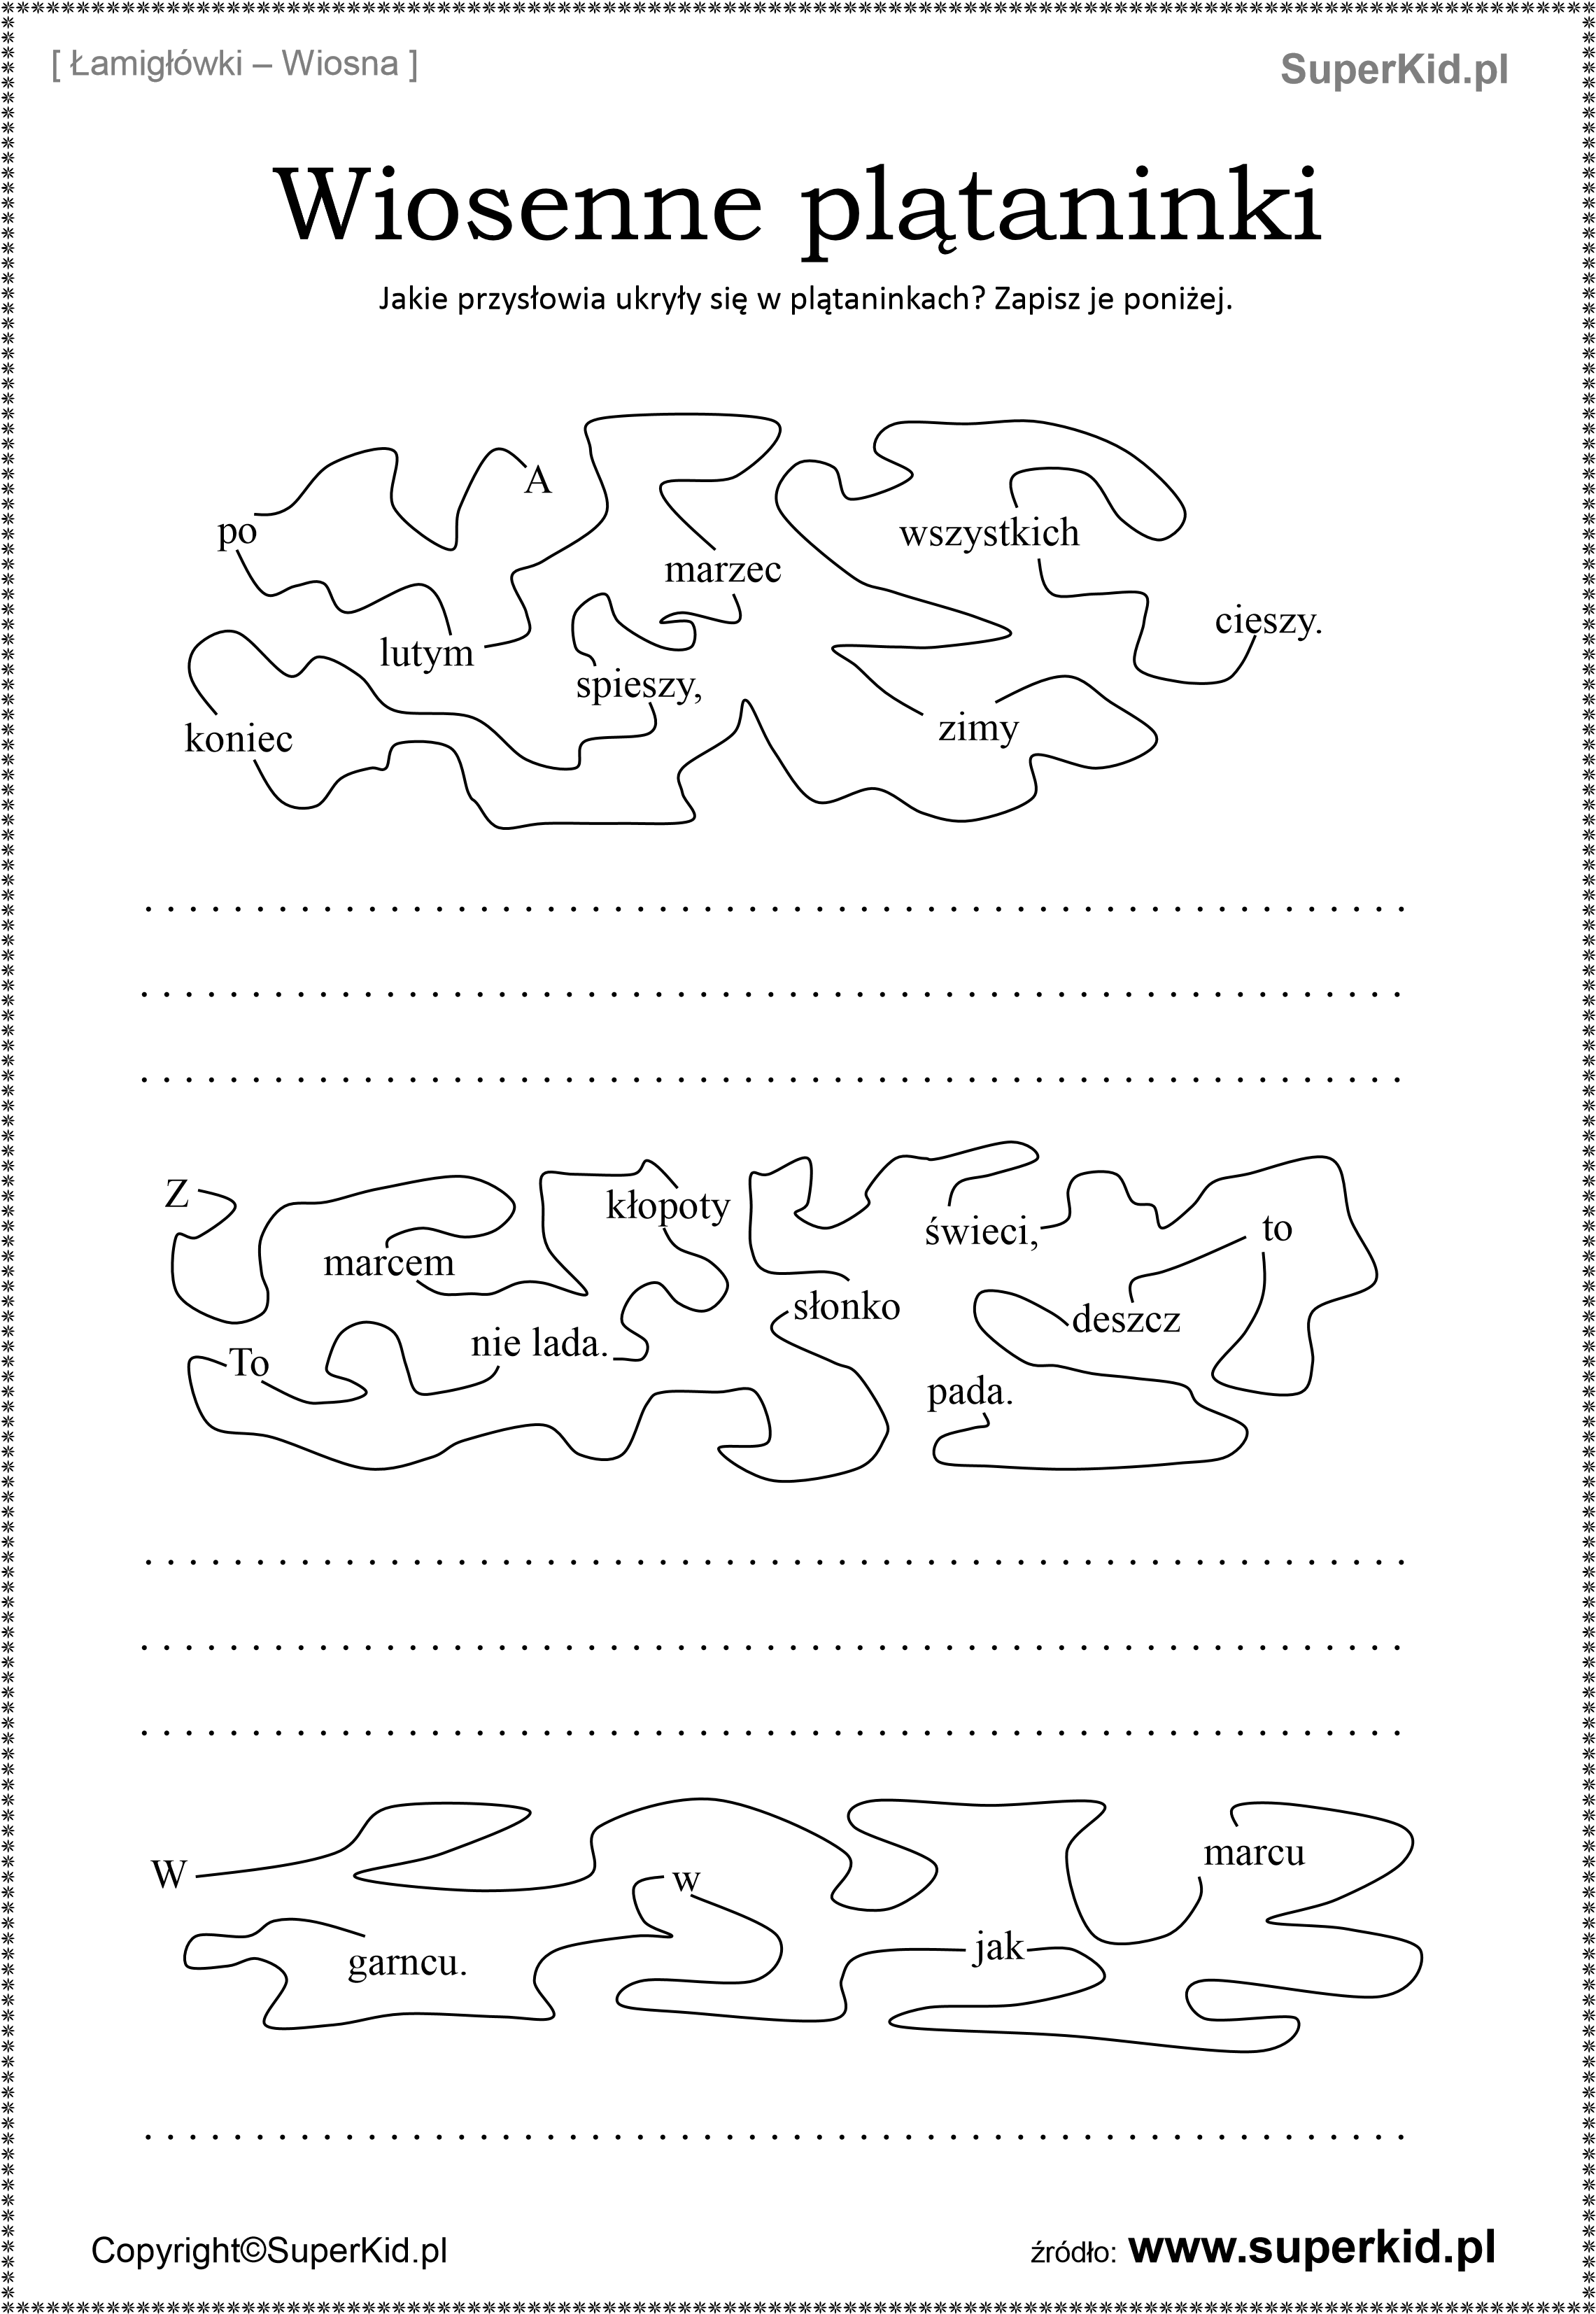 [ Łamigłówki – Wiosna ]
SuperKid.pl
Wiosenne plątaninki
Jakie przysłowia ukryły się w plątaninkach? Zapisz je poniżej.
A
po
wszystkich
marzec
cieszy.
lutym
spieszy,
koniec
zimy
Z
kłopoty
świeci,
to
marcem
słonko
deszcz
nie lada.
To
pada.
marcu
W
w
jak
garncu.
Copyright©SuperKid.pl
źródło: www.superkid.pl